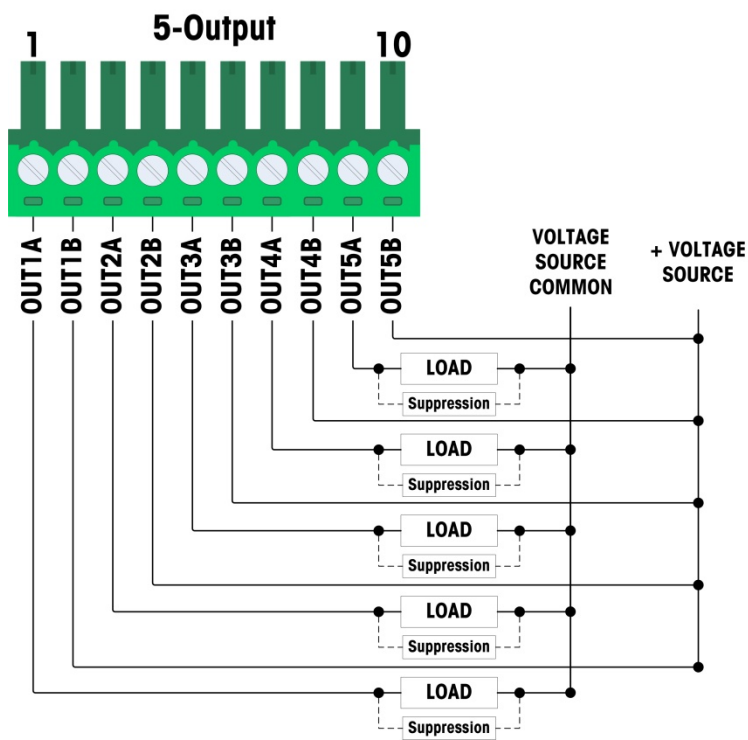 5-Output
1
10
OUT1A
OUT1B
OUT2A
OUT2B
OUT3A
OUT3B
OUT4A
OUT4B
OUT5A
OUT5B
VOLTAGE
SOURCE
COMMON
+ VOLTAGE
SOURCE
LOAD
Suppression
LOAD
Suppression
LOAD
Suppression
LOAD
Suppression
LOAD
Suppression